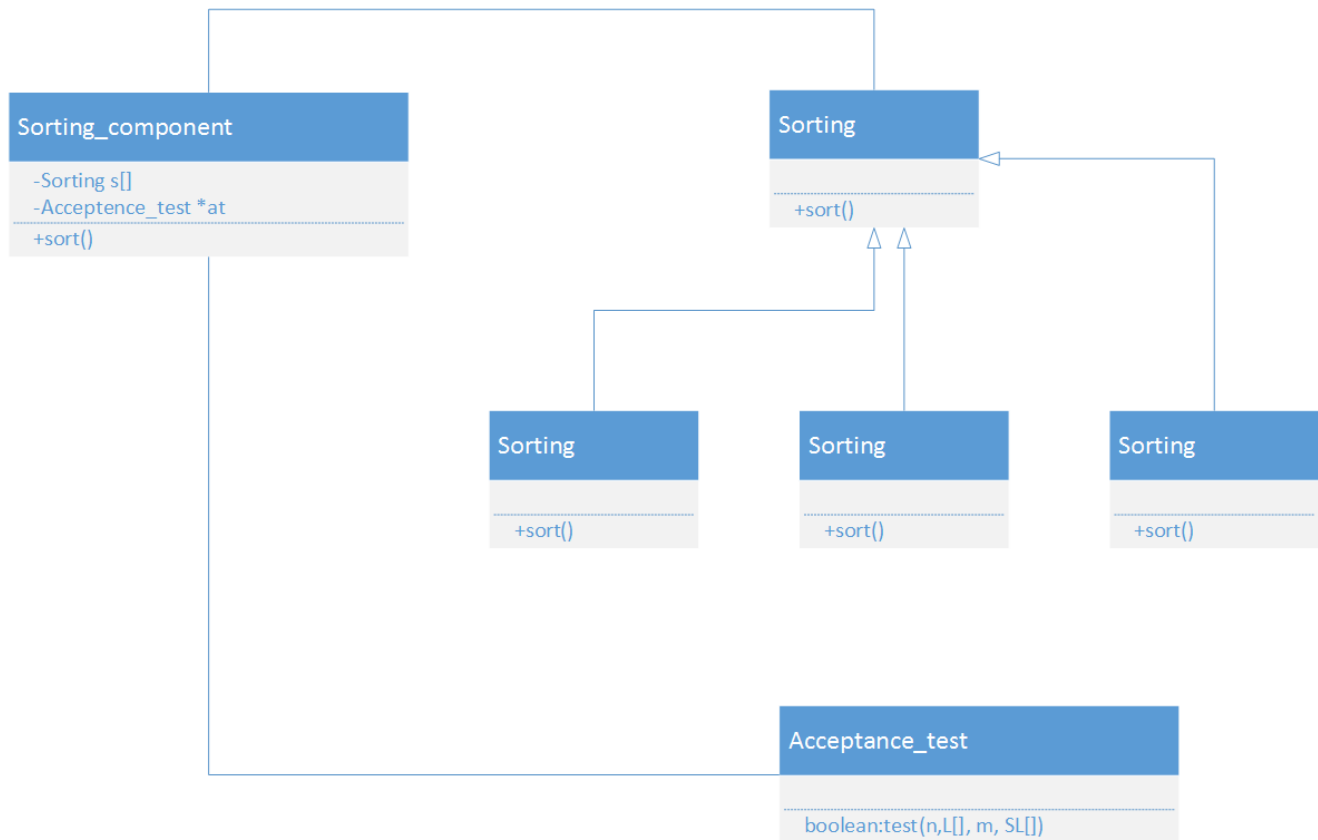 Sorting_component
-Sorting s[]
-Acceptence_test *at
+sort()
Sorting
+sort()
Sorting
+sort()
Sorting
+sort()
Sorting
+sort()
Acceptance_test
boolean:test(n,L[], m, SL[])